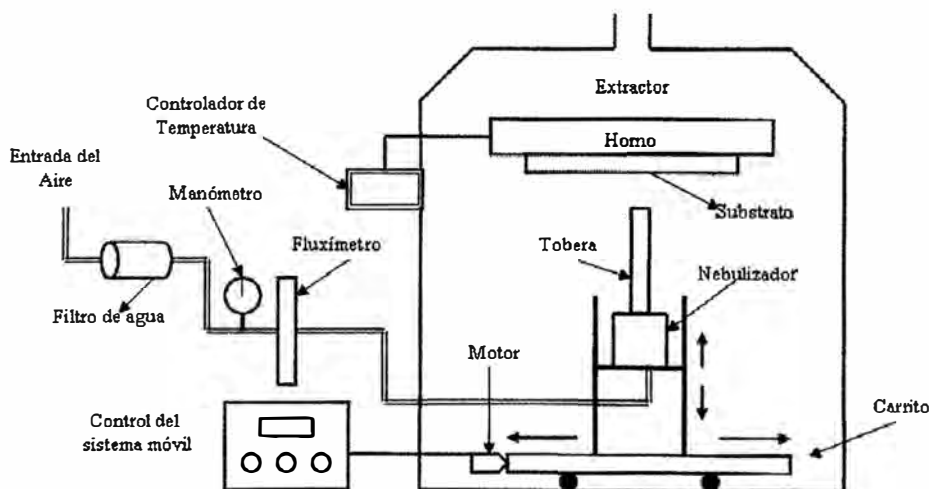 Extractor
Controlador de
Temperatura
Horno
Entrada del
Aire
Manómetro
Substrato
Fluxímetro
Tobera
Nebulizador
Filtro de agua
Motor
Control del
sistema móvil
Carrito